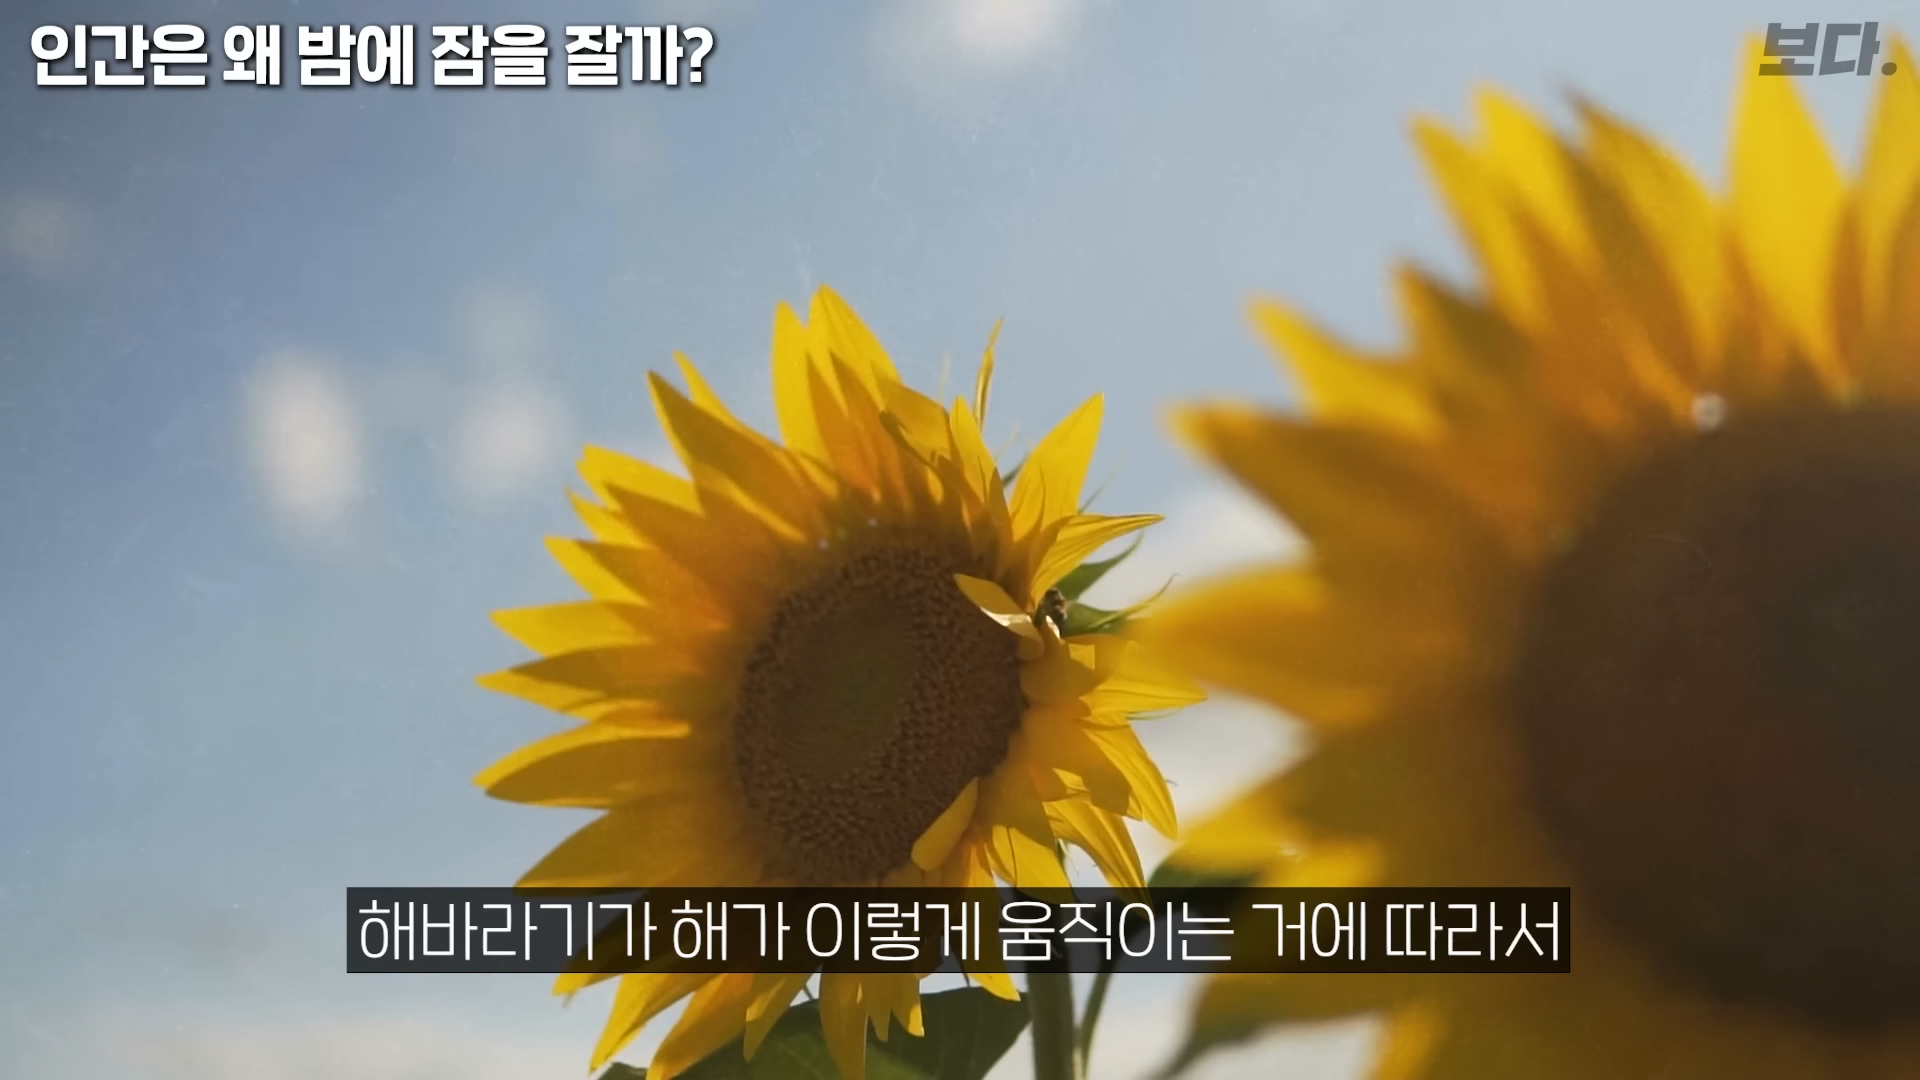 인간은 왜 밤에 잠을 잘까?
보다.
해바라기가 해가 이렇게 움직이는 거에 따라서